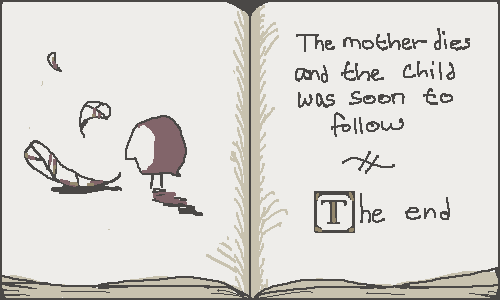 The mother dies
and the child
was soon to
follow
The end